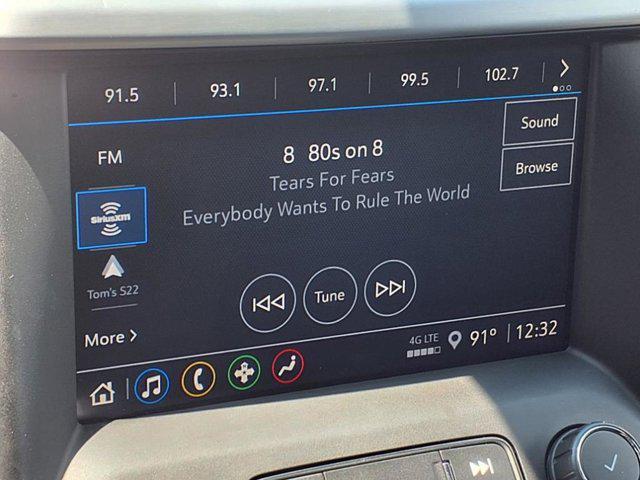 91.5 93.1 97.1 99.5 102.7
FM
8 80s on 8
Sound
Tears For Fears
Browse
Everybody Wants To Rule The World
SiriusXM
Tom's S22
Tune
More
4G LTE
91° 12:32